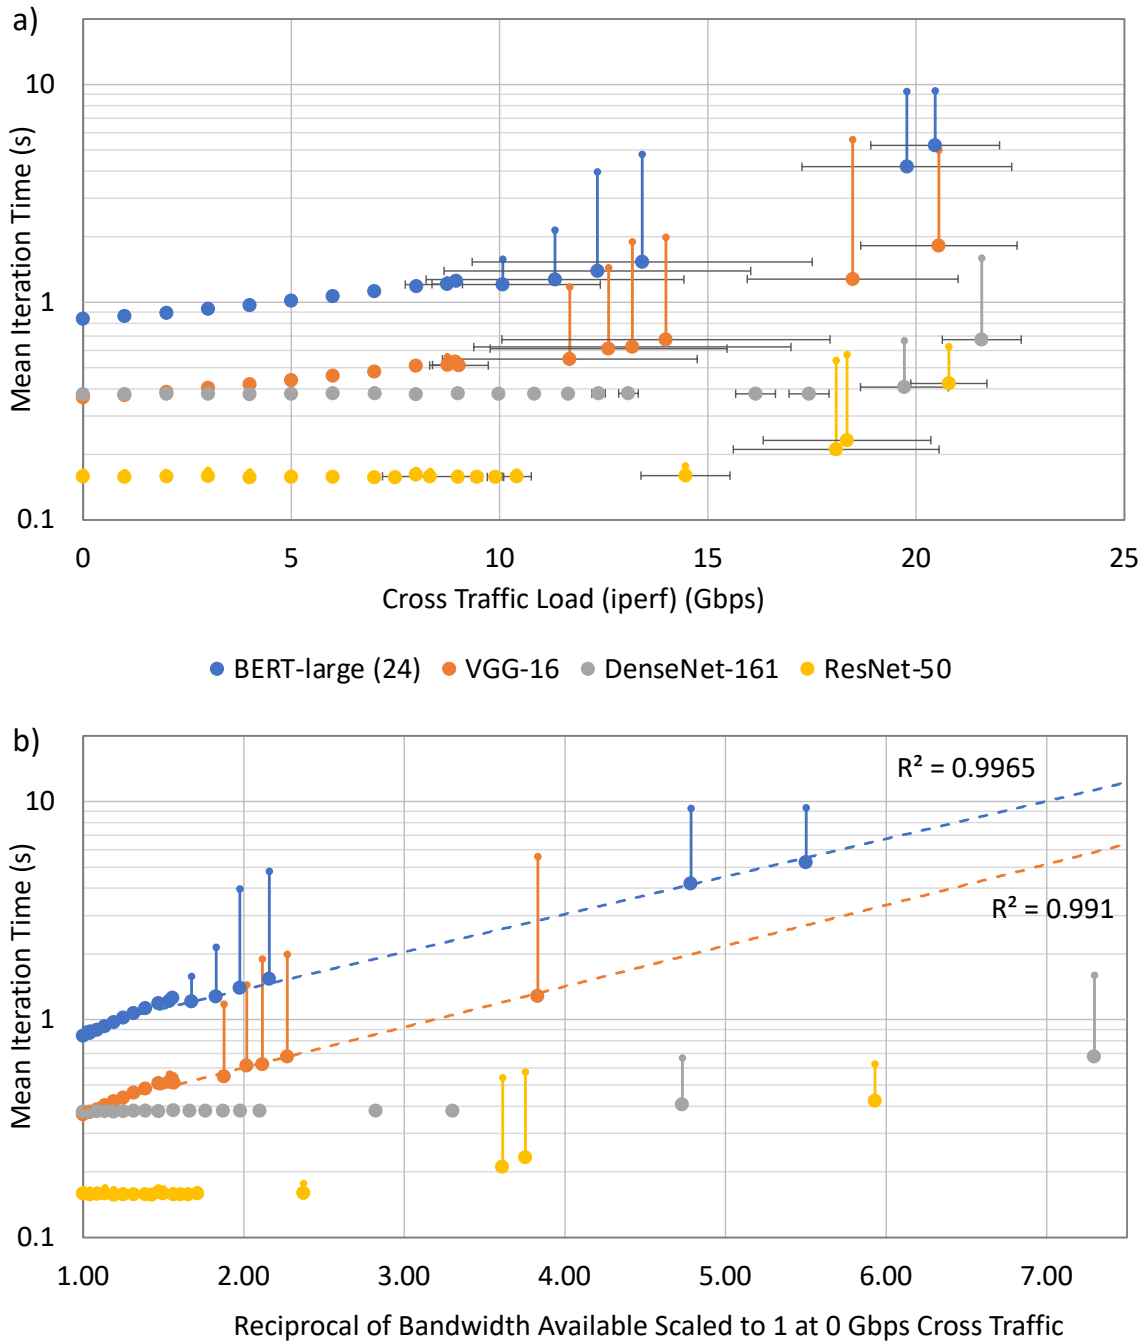 a)
10
1
0.1
Mean Iteration Time (s)
0 5 10 15 20 25
Cross Traffic Load (iperf) (Gbps)
BERT-large (24) VGG-16 DenseNet-161 ResNet-50
b)
R² = 0.9965
10
R² = 0.991
1
0.1
Mean Iteration Time (s)
1.00 2.00 3.00 4.00 5.00 6.00 7.00
Reciprocal of Bandwidth Available Scaled to 1 at 0 Gbps Cross Traffic